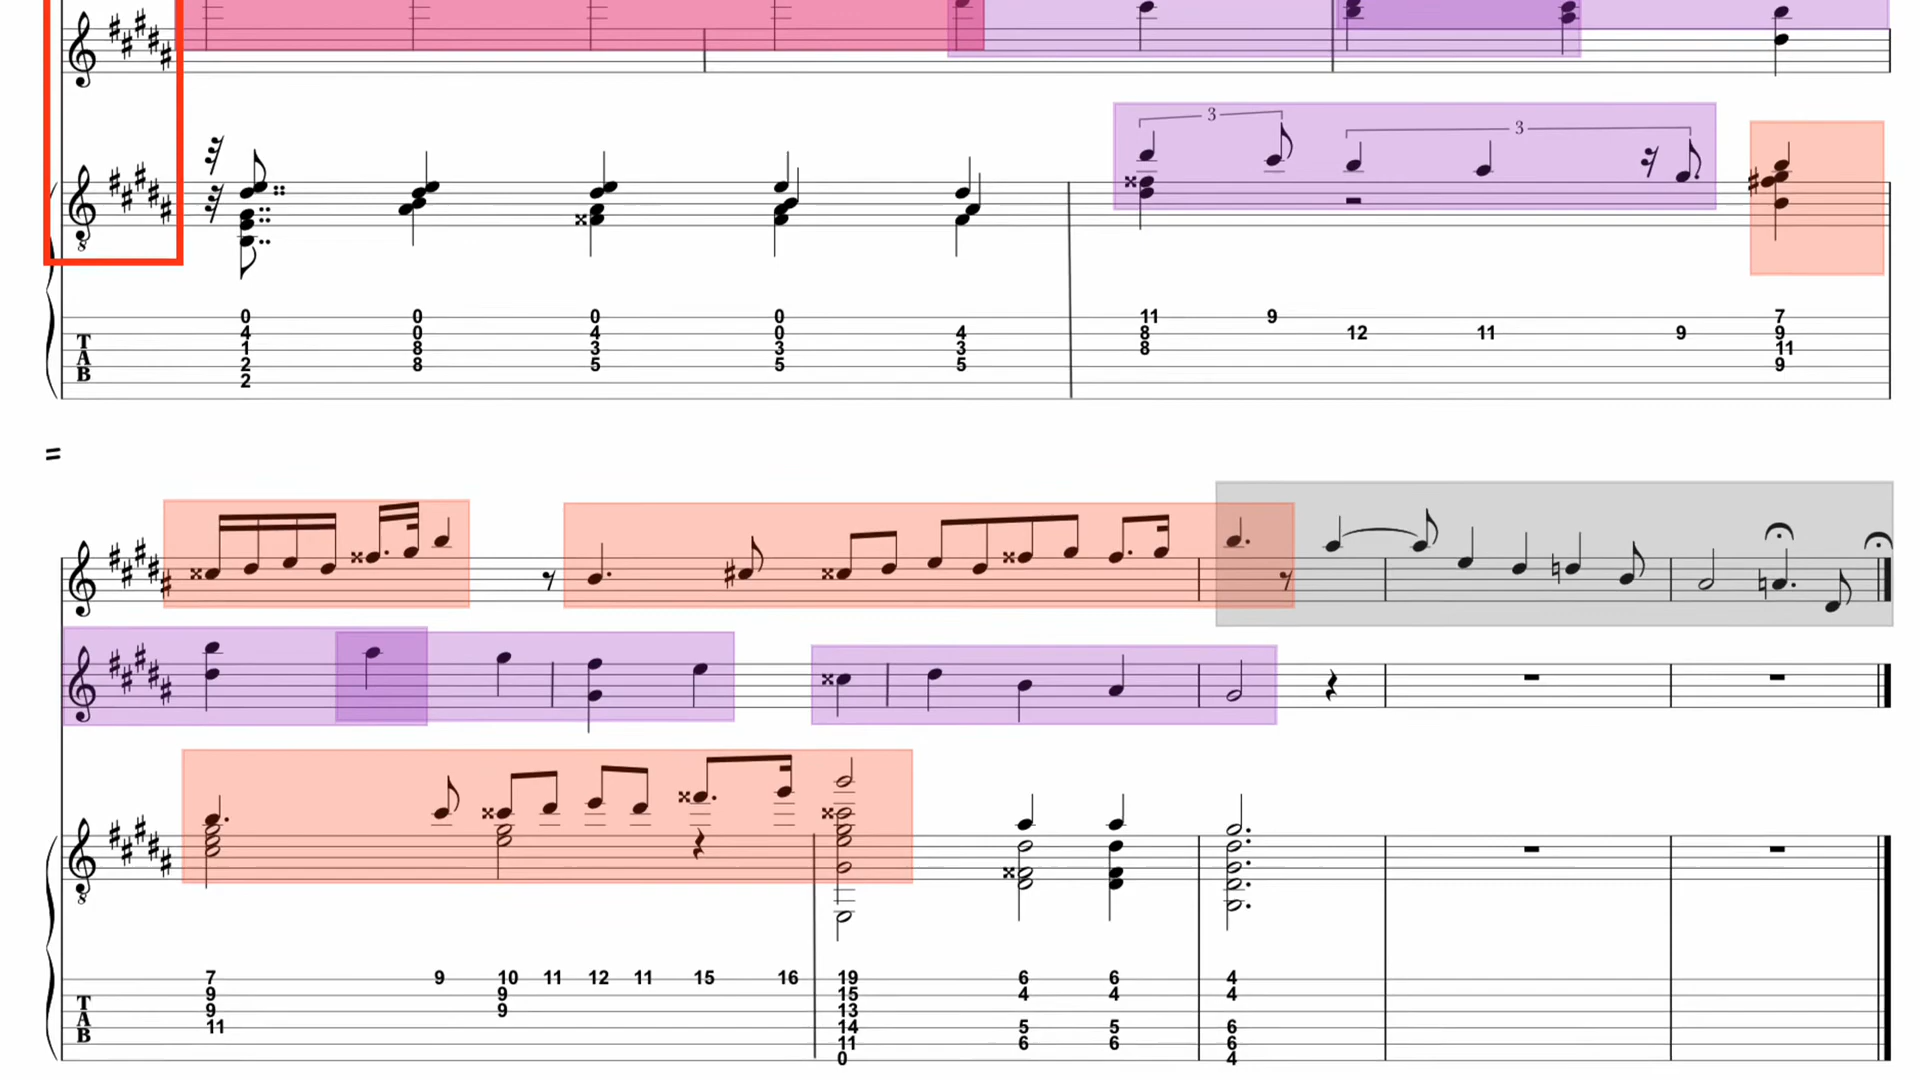 3 3
0 0 0 0 11 9 7
4 0 4 0 4 8 12 11 9 9
T 1 8 3 3 3 8 11
A 2 8 5 5 5 9
B 2
=
7 9 10 11 12 11 15 16 19 6 6 4
T 9 9 15 4 4 4
9 9 13
A 11 14 5 5 6
B 11 6 6 6
0 4